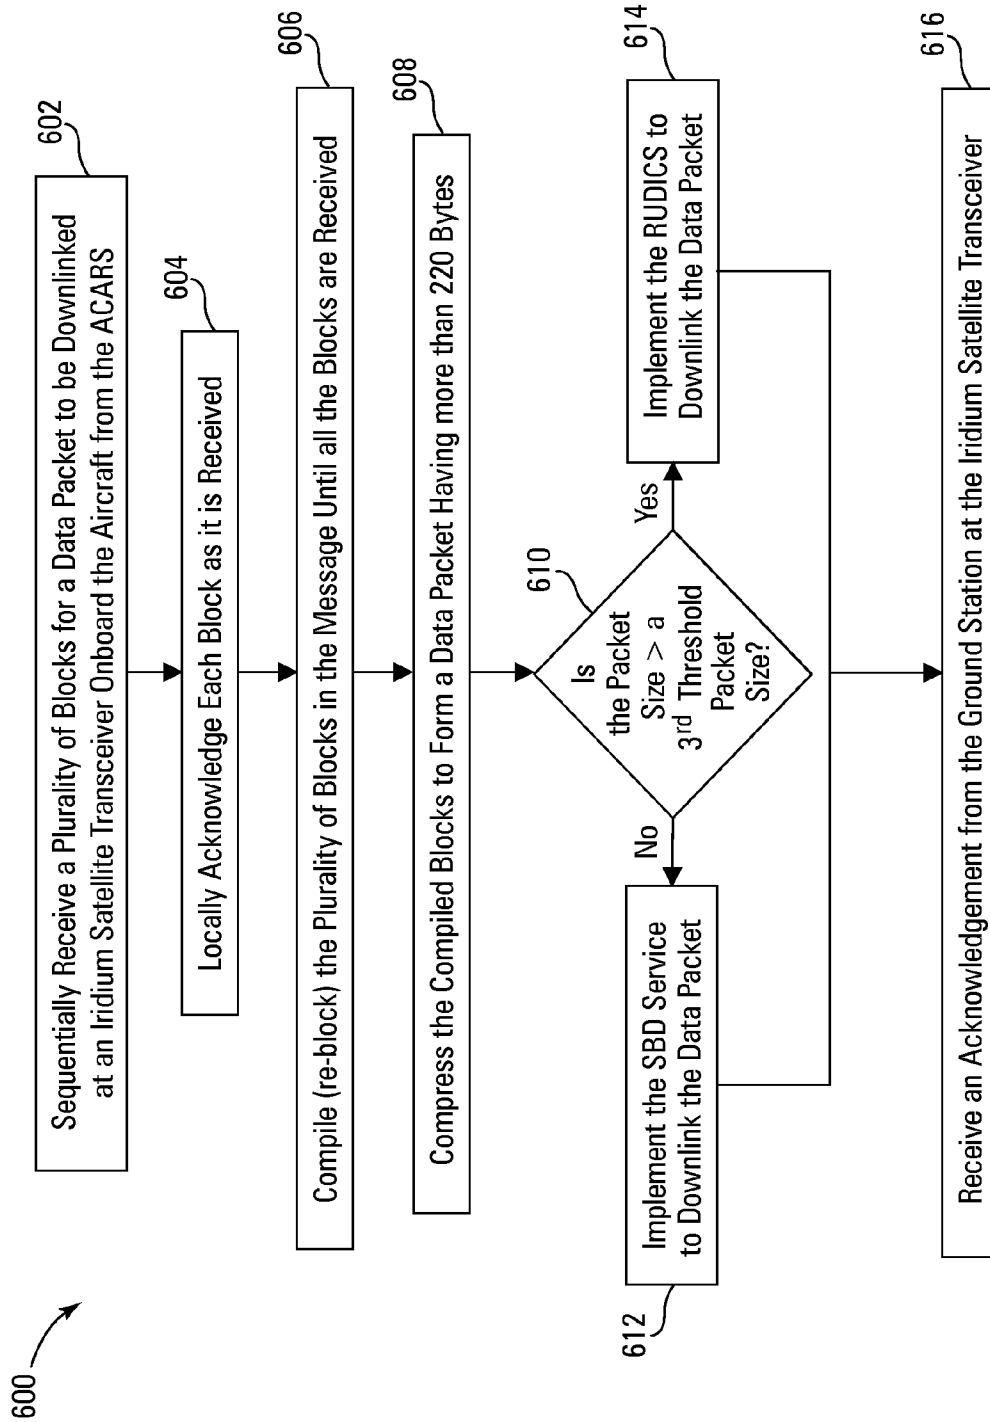 600
602
Sequentially Receive a Plurality of Blocks for a Data Packet to be Downlinked
at an Iridium Satellite Transceiver Onboard the Aircraft from the ACARS
604
Locally Acknowledge Each Block as it is Received
606
Compile (re-block) the Plurality of Blocks in the Message Until all the Blocks are Received
608
Compress the Compiled Blocks to Form a Data Packet Having more than 220 Bytes
610
Is
the Packet
Size > a
3rd Threshold
Packet
Size?
No
Yes
612
Implement the SBD Service
to Downlink the Data Packet
614
Implement the RUDICS to
Downlink the Data Packet
616
Receive an Acknowledgement from the Ground Station at the Iridium Satellite Transceiver